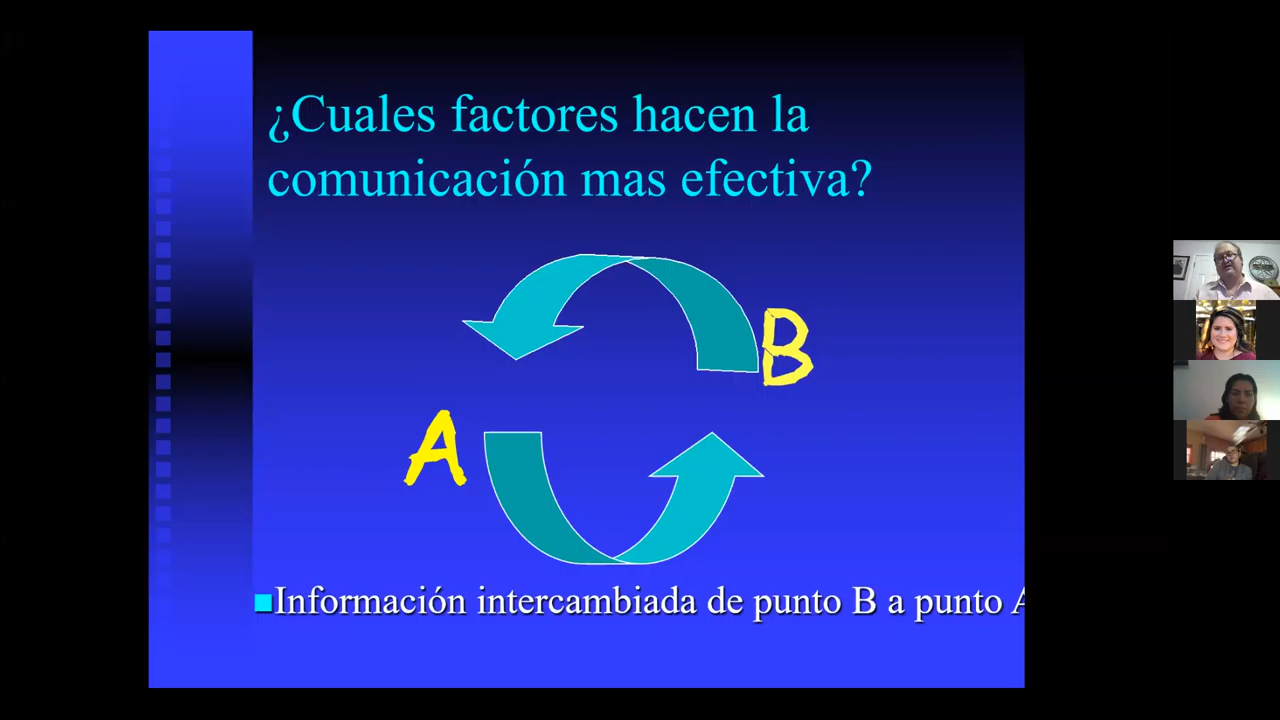 ¿Cuales factores hacen la
comunicación mas efectiva?
B
A
Información intercambiada de punto B a punto A